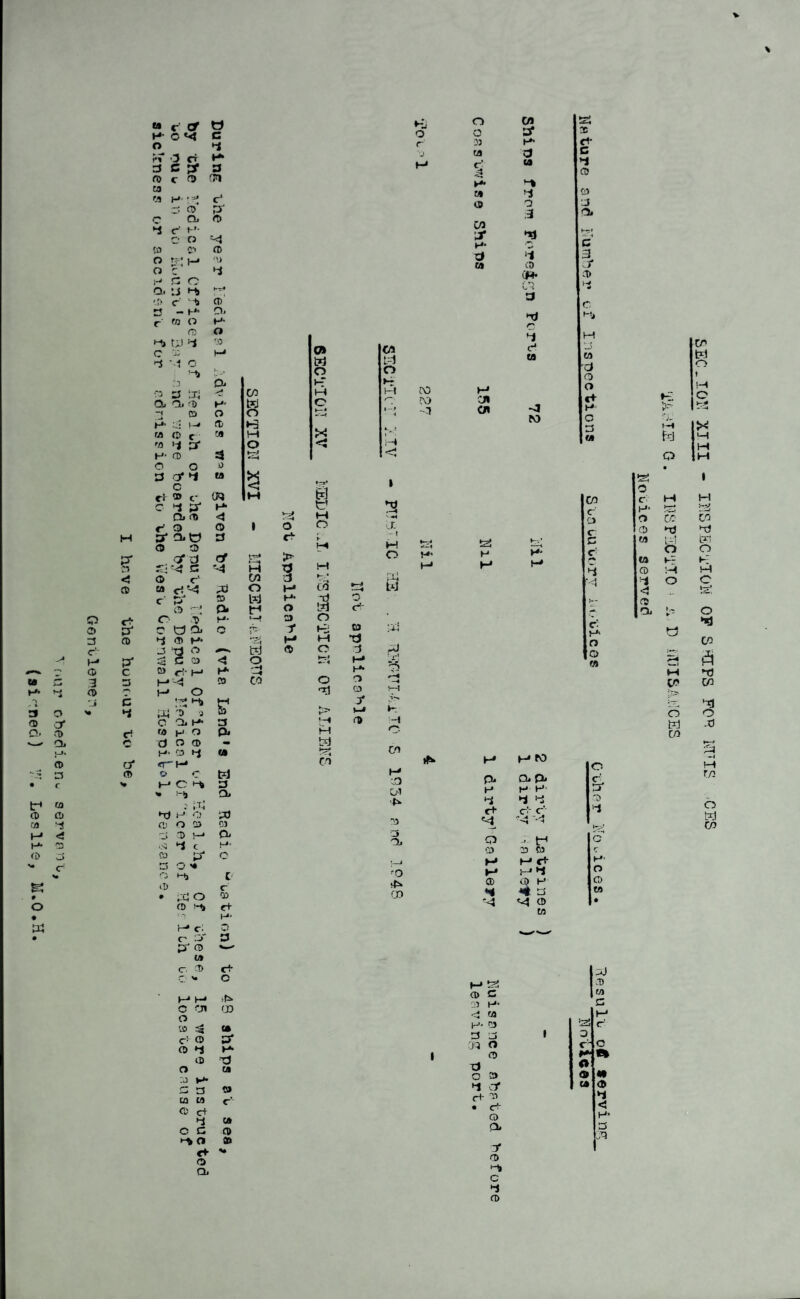 SECTION XIII - INSPECTION OF SHIPS FOR NUISANCES
TABLE G. INSPECTIO AND NUISANCES
Notices served
Nature and Number of Inspections Statutory Notices Other Notices. Result of serving
Notices
Ships from Foreign Ports 72 Nil 2 dirty Latrines )
1 dirty Galley )
Coastwise Ships 155 Nil 1 dirty Galley Nuisance abated before
leaving port.
Total 227 Nil 4
SECTION XIV - PUBLIC HEALTH REGULATIONS 1934 and 1948
Not applicable
SECTION XV MEDICAL INSPECTION OF ALIENS
Not Applicable
SECTION XVI - MISCELLANEOUS
During the year Medical Advice was given by Radio (via Land's End Radio Station) to 48 ships at sea,
by the Medical Officer of Health or the Deputy Medical Officer of Health. Of these, 15 were instructed
to put into Mount's Bay and were boarded by the Deputy Medical Officer of Health to locate cause of
sickness or accident for admission to the West Cornwall Hospital, Penzance.
I have the honour to be,
Gentlemen,
Your obedient servant,
(signed) W. Leslie, M.O.H.